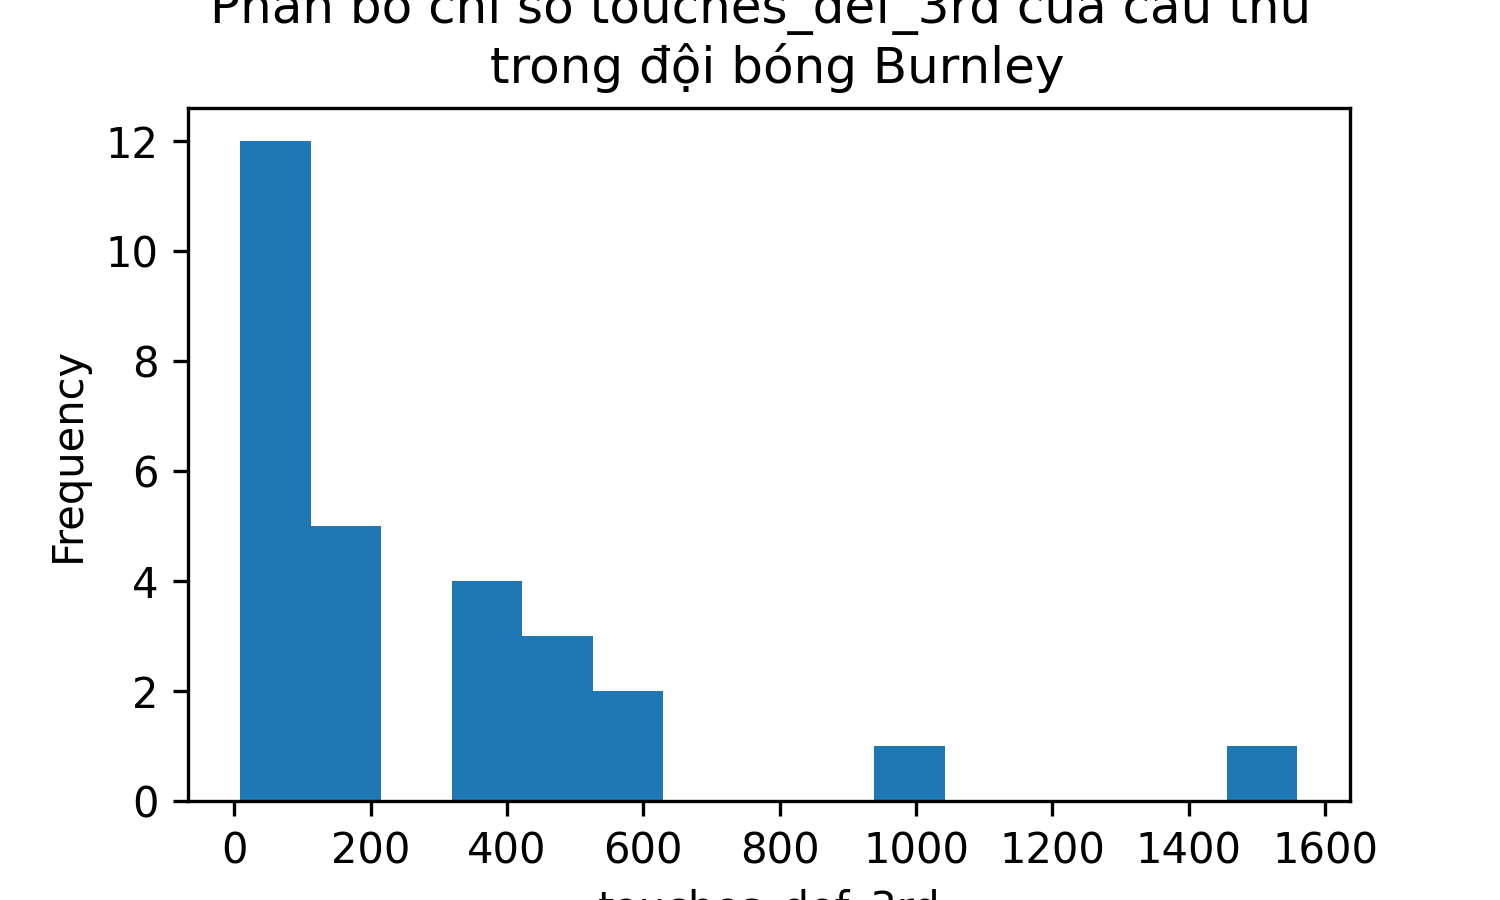 Phân bố chỉ số touches_def_3rd của cầu thủ
trong đội bóng Burnley
12
10
8
6
4
2
0
Frequency
0 200 400 600 800 1000 1200 1400 1600
touches_def_3rd